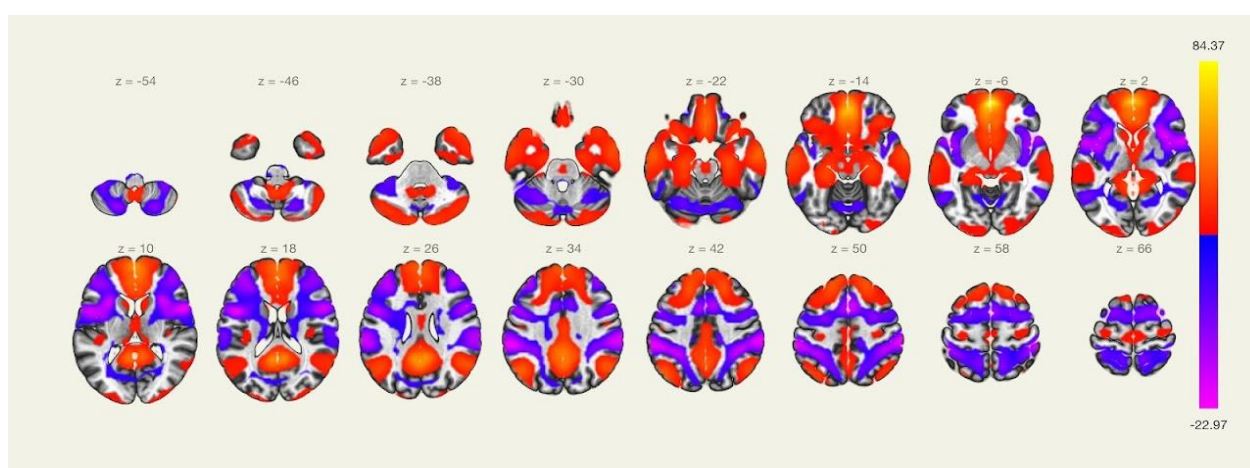 84.37
z = -54 z = -46 z = -38 z = -30 z = -22 z = -14 z = -6 z = 2
z = 10 z = 18 z = 26 z = 34 z = 42 z = 50 z = 58 z = 66
-22.97